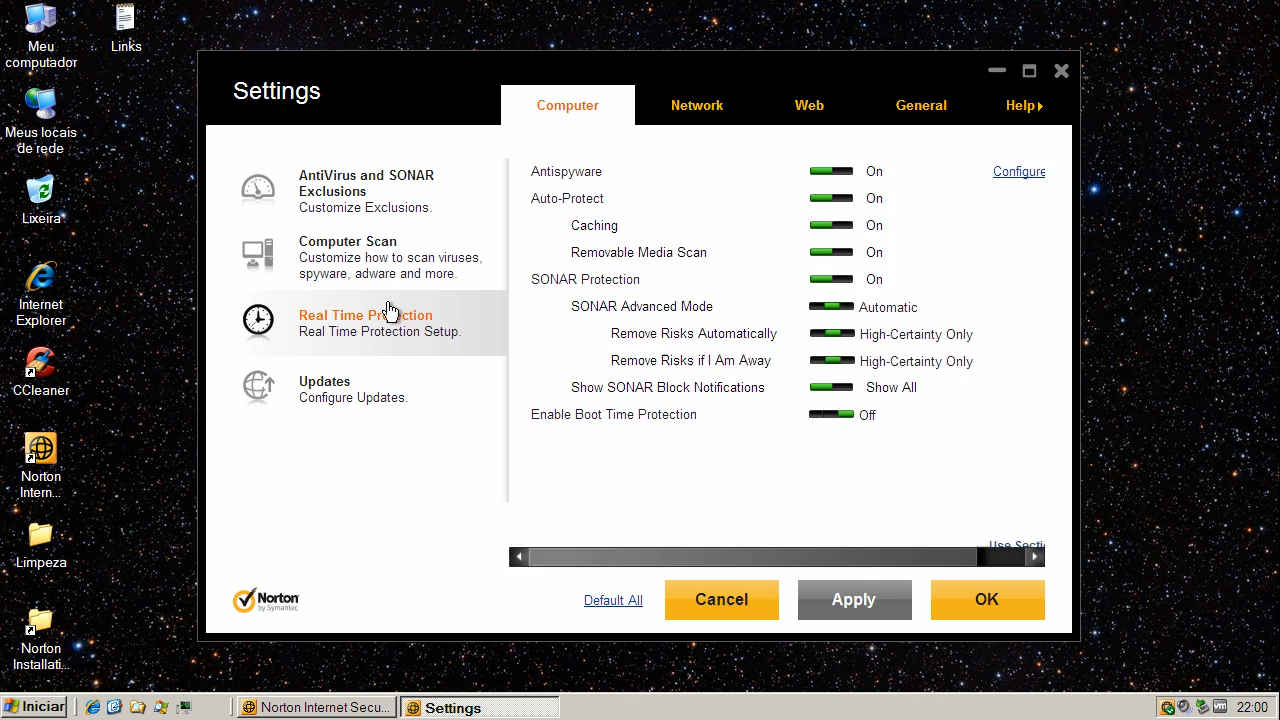 Meu
computador
Links
Meus locais
de rede
Lixeira
Internet
Explorer
CCleaner
Norton
Intern...
Limpeza
Norton
Installati...
Settings
Computer
Network
Web
General
Help
AntiVirus and SONAR
Exclusions
Customize Exclusions.
Computer Scan
Customize how to scan viruses,
spyware, adware and more.
Real Time Protection
Real Time Protection Setup.
Updates
Configure Updates.
Antispyware On Configure
Auto-Protect On
Caching On
Removable Media Scan On
SONAR Protection On
SONAR Advanced Mode Automatic
Remove Risks Automatically High-Certainty Only
Remove Risks if I Am Away High-Certainty Only
Show SONAR Block Notifications Show All
Enable Boot Time Protection Off
Use Secti
Norton
by Symantec
Default All
Cancel
Apply
OK
Iniciar
Norton Internet Secu...
Settings
vm
22:00